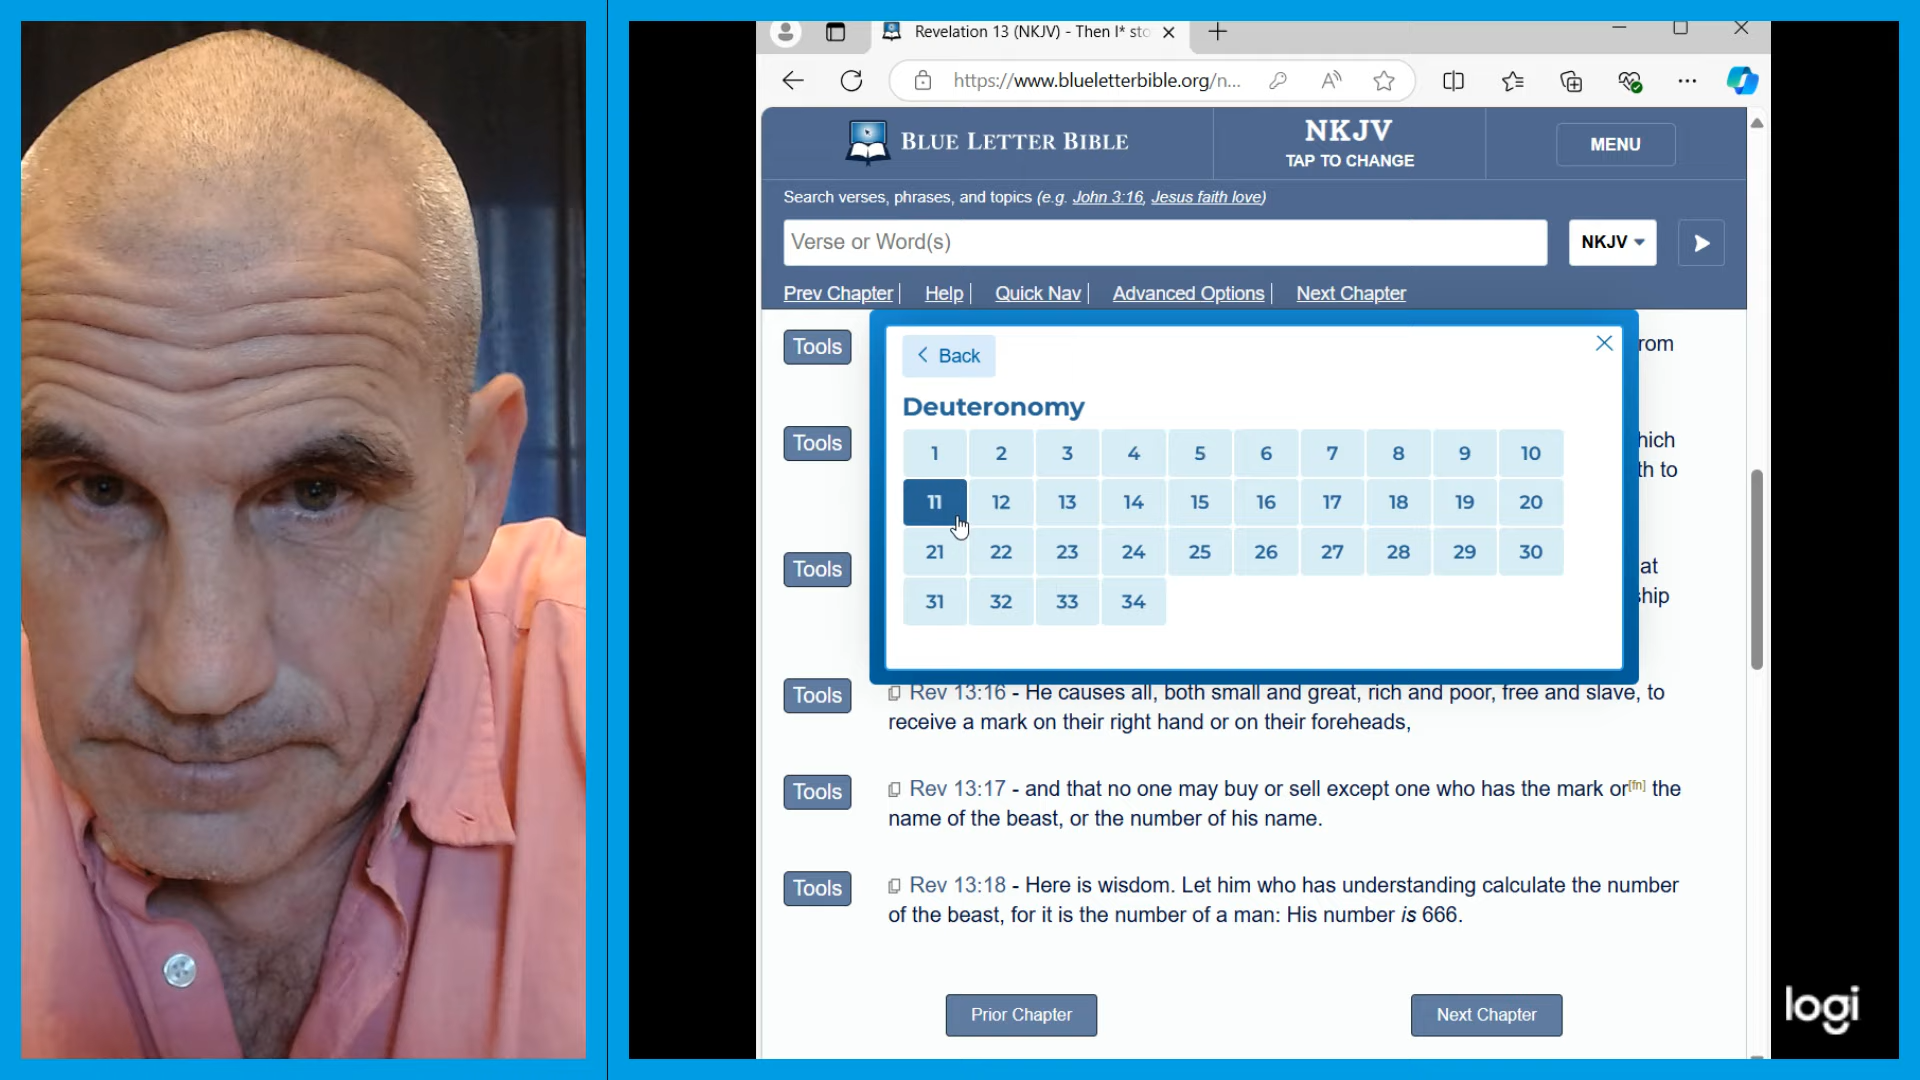 Revelation 13 (NKJV) - Then I* sto
https://www.blueletterbible.org/n...
BLUE LETTER BIBLE
NKJV
TAP TO CHANGE
MENU
Search verses, phrases, and topics (e.g. John 3:16, Jesus faith love)
Verse or Word(s)
NKJV
Prev Chapter | Help | Quick Nav | Advanced Options | Next Chapter
Tools
rom
Back
Deuteronomy
1 2 3 4 5 6 7 8 9 10
Tools
hich
th to
11 12 13 14 15 16 17 18 19 20
21 22 23 24 25 26 27 28 29 30
Tools
at
hip
31 32 33 34
Tools
Rev 13:16 - He causes all, both small and great, rich and poor, free and slave, to
receive a mark on their right hand or on their foreheads,
Tools
Rev 13:17 - and that no one may buy or sell except one who has the mark or[fn] the
name of the beast, or the number of his name.
Tools
Rev 13:18 - Here is wisdom. Let him who has understanding calculate the number
of the beast, for it is the number of a man: His number is 666.
Prior Chapter
Next Chapter
logi